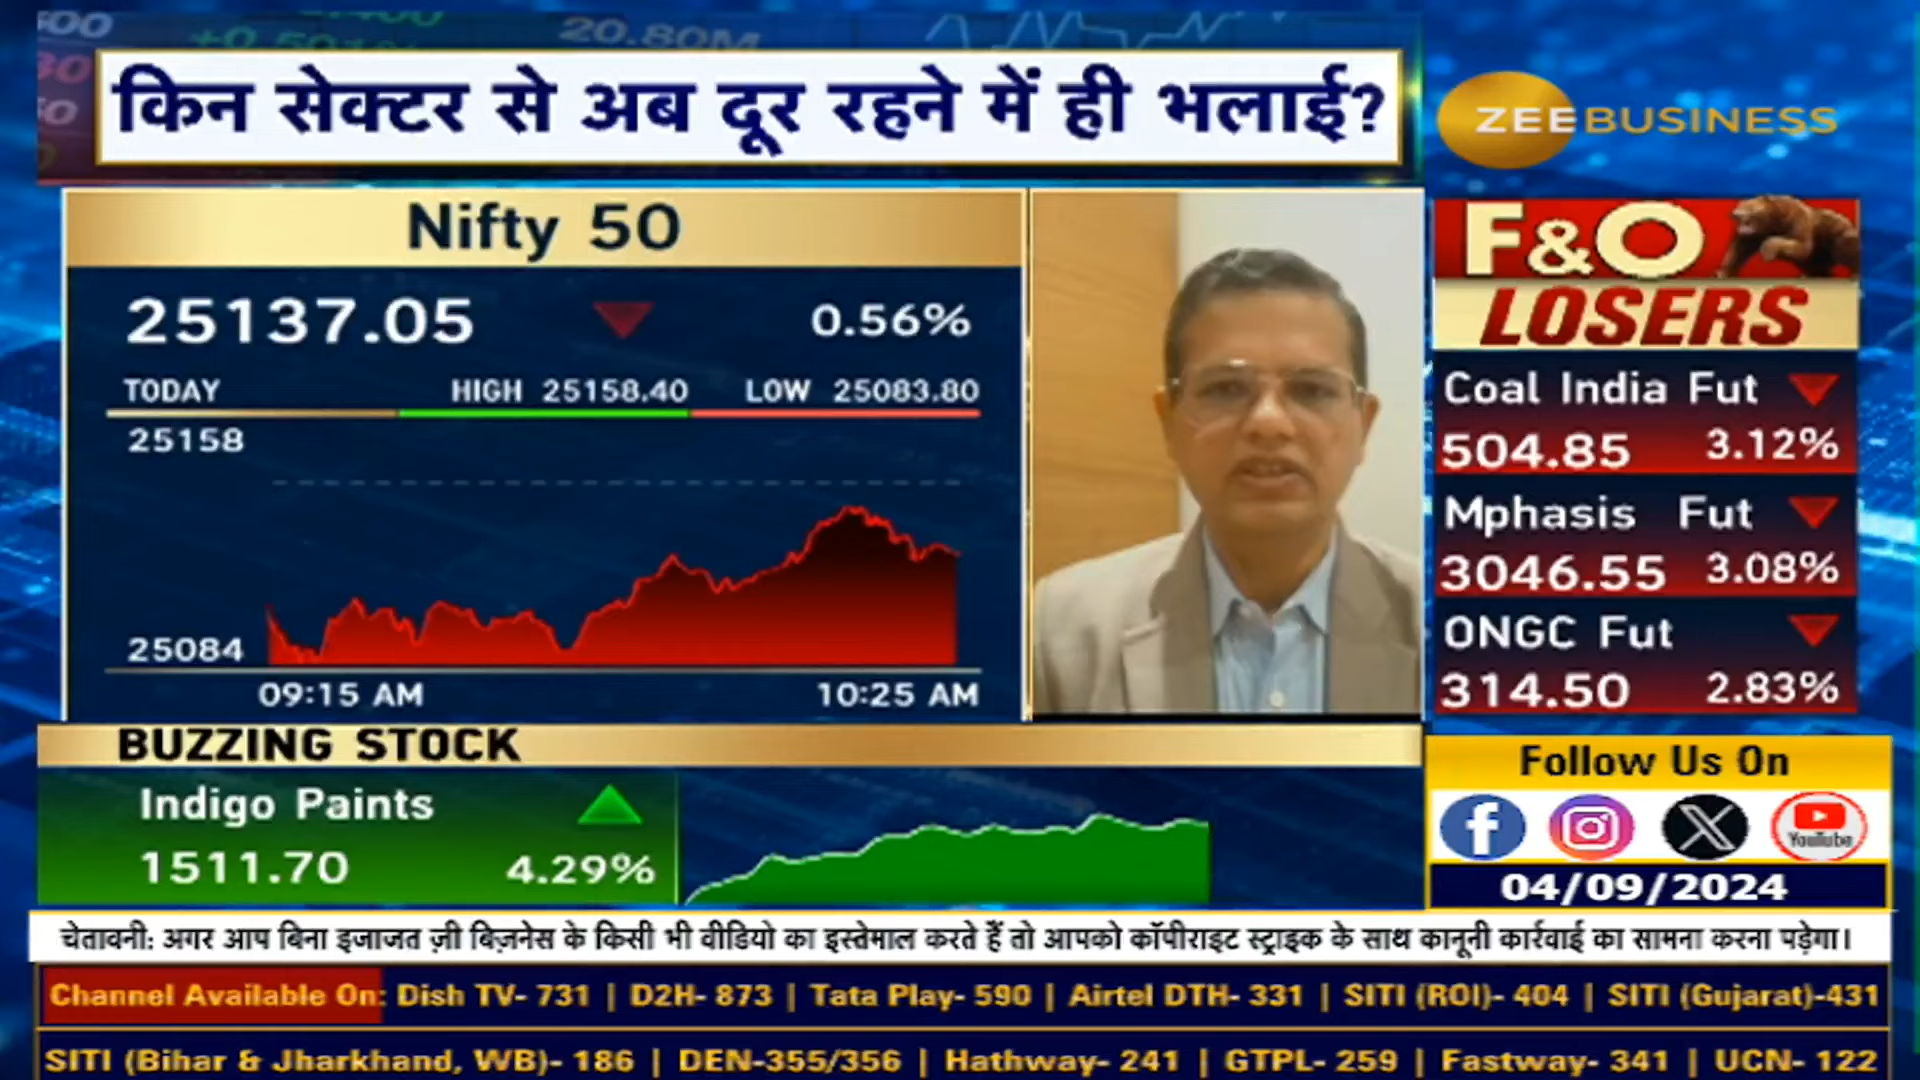 किन सेक्टर से अब दूर रहने में ही भलाई?
ZEEBUSINESS
Nifty 50
25137.05 0.56%
TODAY HIGH 25158.40 LOW 25083.80
25158
25084
09:15 AM 10:25 AM
F&O
LOSERS
Coal India Fut
504.85 3.12%
Mphasis Fut
3046.55 3.08%
ONGC Fut
314.50 2.83%
BUZZING STOCK
Indigo Paints
1511.70 4.29%
Follow Us On
YouTube
04/09/2024
चेतावनी: अगर आप बिना इजाजत ज़ी बिज़नेस के किसी भी वीडियो का इस्तेमाल करते हैं तो आपको कॉपीराइट स्ट्राइक के साथ कानूनी कार्रवाई का सामना करना पड़ेगा।
Channel Available On: Dish TV- 731 | D2H- 873 | Tata Play- 590 | Airtel DTH- 331 | SITI (ROI)- 404 | SITI (Gujarat)-431
SITI (Bihar & Jharkhand, WB)- 186 | DEN-355/356 | Hathway- 241 | GTPL- 259 | Fastway- 341 | UCN- 122